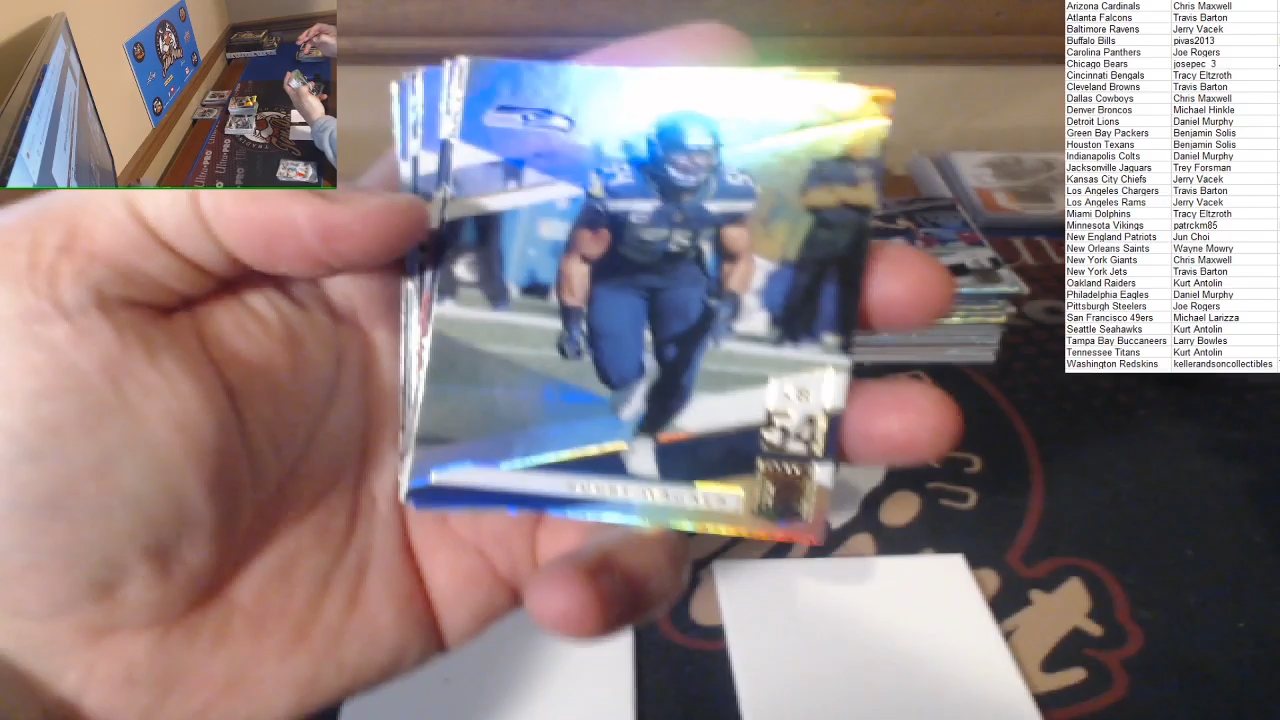 Arizona Cardinals Chris Maxwell
Atlanta Falcons Travis Barton
Baltimore Ravens Jerry Vacek
Buffalo Bills pivas2013
Carolina Panthers Joe Rogers
Chicago Bears josepec_3
Cincinnati Bengals Tracy Eltzroth
Cleveland Browns Travis Barton
Dallas Cowboys Chris Maxwell
Denver Broncos Michael Hinkle
Detroit Lions Daniel Murphy
Green Bay Packers Benjamin Solis
Houston Texans Benjamin Solis
Indianapolis Colts Daniel Murphy
Jacksonville Jaguars Trey Forsman
Kansas City Chiefs Jerry Vacek
Los Angeles Chargers Travis Barton
Los Angeles Rams Jerry Vacek
Miami Dolphins Tracy Eltzroth
Minnesota Vikings patrckm85
New England Patriots Jun Choi
New Orleans Saints Wayne Mowry
New York Giants Chris Maxwell
New York Jets Travis Barton
Oakland Raiders Kurt Antolin
Philadelphia Eagles Daniel Murphy
Pittsburgh Steelers Joe Rogers
San Francisco 49ers Michael Larizza
Seattle Seahawks Kurt Antolin
Tampa Bay Buccaneers Larry Bowles
Tennessee Titans Kurt Antolin
Washington Redskins kellerandsoncollectibles
Ultra-PRO